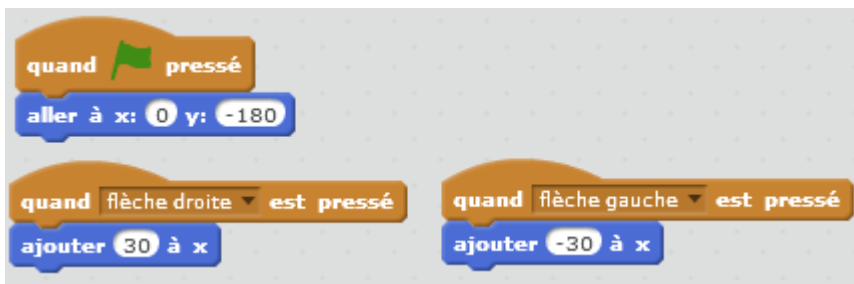 quand pressé
aller à x: 0 y: -180
quand flèche droite est pressé
ajouter 30 à x
quand flèche gauche est pressé
ajouter -30 à x